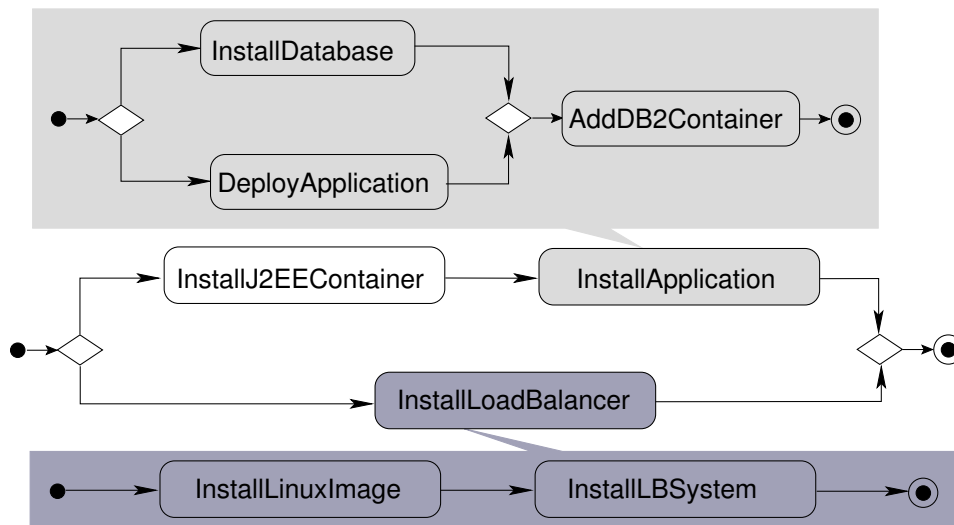 InstallDatabase
AddDB2Container
DeployApplication
InstallJ2EEContainer
InstallApplication
InstallLoadBalancer
InstallLinuxImage
InstallLBSystem